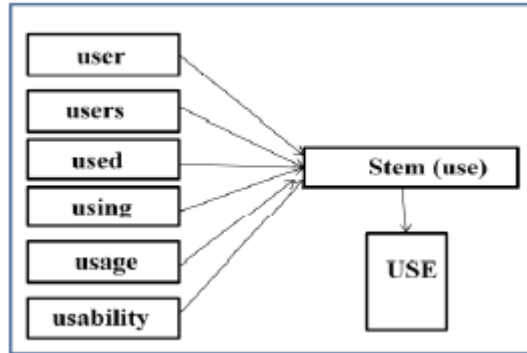 user
users
used
using
usage
usability
Stem (use)
USE